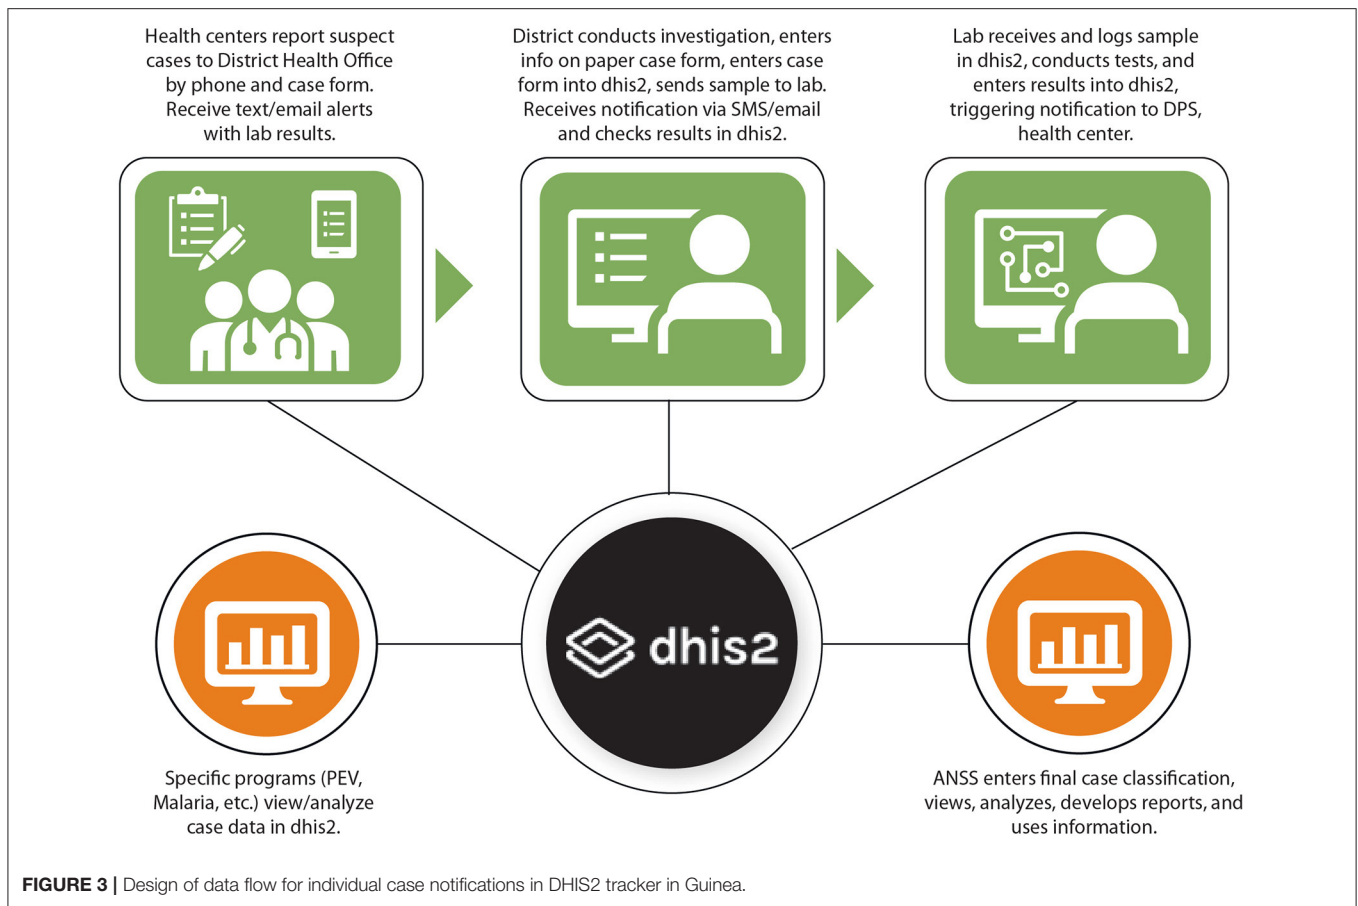 Health centers report suspect
cases to District Health Office
by phone and case form.
Receive text/email alerts
with lab results.
District conducts investigation, enters
info on paper case form, enters case
form into dhis2, sends sample to lab.
Receives notification via SMS/email
and checks results in dhis2.
Lab receives and logs sample
in dhis2, conducts tests, and
enters results into dhis2,
triggering notification to DPS,
health center.
dhis2
Specific programs (PEV,
Malaria, etc.) view/analyze
case data in dhis2.
ANSS enters final case classification,
views, analyzes, develops reports, and
uses information.
FIGURE 3 | Design of data flow for individual case notifications in DHIS2 tracker in Guinea.